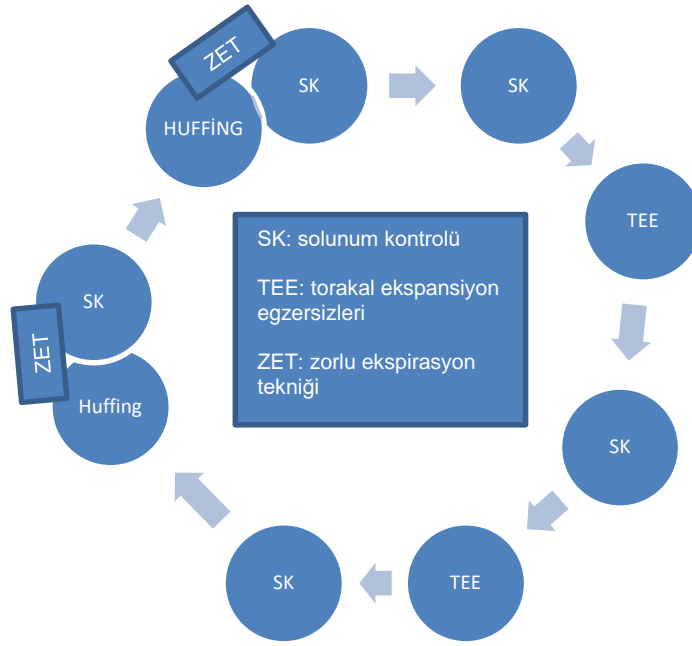 ZET
SK
HUFFİNG
SK
TEE
SK
TEE
SK
Huffing
ZET
SK
SK: solunum kontrolü
TEE: torakal ekspansiyon
egzersizleri
ZET: zorlu ekspirasyon
tekniği